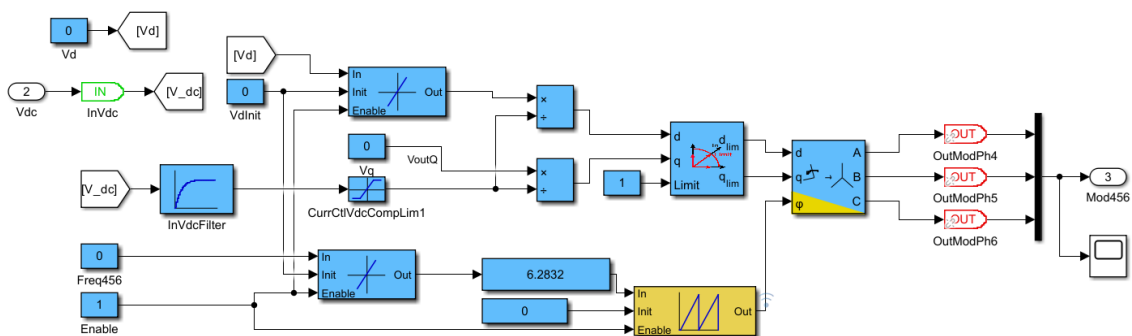 0
Vd
[Vd]
2
Vdc
IN
InVdc
[V_dc]
[Vd]
0
VdInit
In
Init
Enable
Out
×
÷
0
Vq
VoutQ
×
÷
[V_dc]
InVdcFilter
CurrCtlVdcCompLim1
d
q
Limit
d lim
q lim
1
d
q
φ
A
B
C
OUT
OutModPh4
OUT
OutModPh5
OUT
OutModPh6
3
Mod456
0
Freq456
1
Enable
In
Init
Enable
Out
6.2832
0
In
Init
Enable
Out